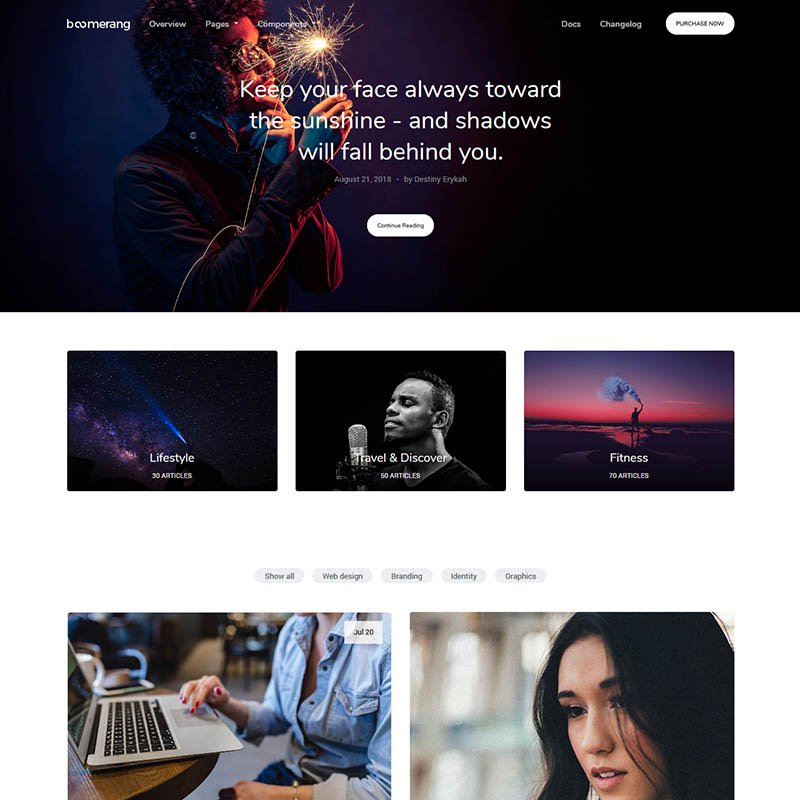 boomerang Overview Pages Components Docs Changelog PURCHASE NOW
Keep your face always toward
the sunshine - and shadows
will fall behind you.
August 21, 2018 • by Destiny Erykah
Continue Reading
Lifestyle
30 ARTICLES
Travel & Discover
50 ARTICLES
Fitness
70 ARTICLES
Show all Web design Branding Identity Graphics
Jul 20